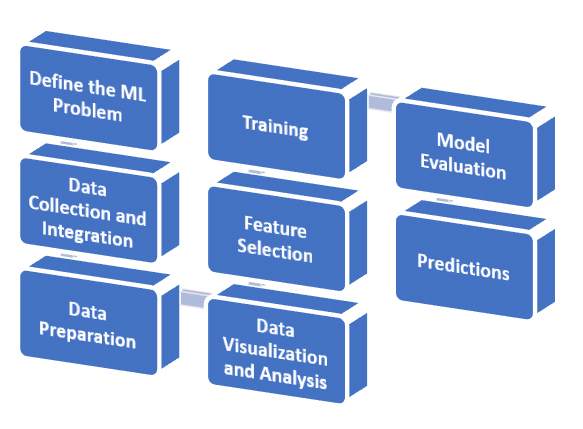 Define the ML
Problem
Data
Collection and
Integration
Data
Preparation
Data
Visualization
and Analysis
Feature
Selection
Training
Model
Evaluation
Predictions